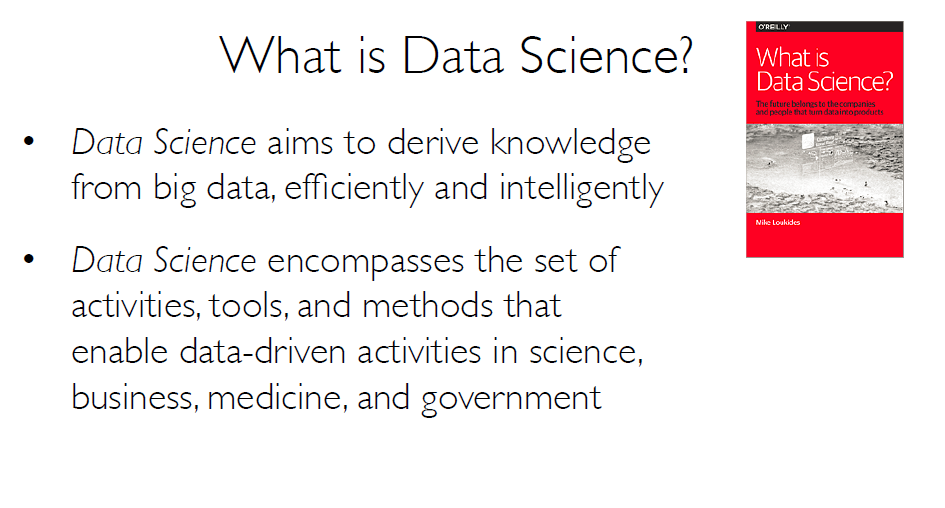 What is Data Science?
• Data Science aims to derive knowledge
from big data, efficiently and intelligently
• Data Science encompasses the set of
activities, tools, and methods that
enable data-driven activities in science,
business, medicine, and government
O'REILLY®
What is
Data Science?
The future belongs to the companies
and people that turn data into products
Mike Loukides